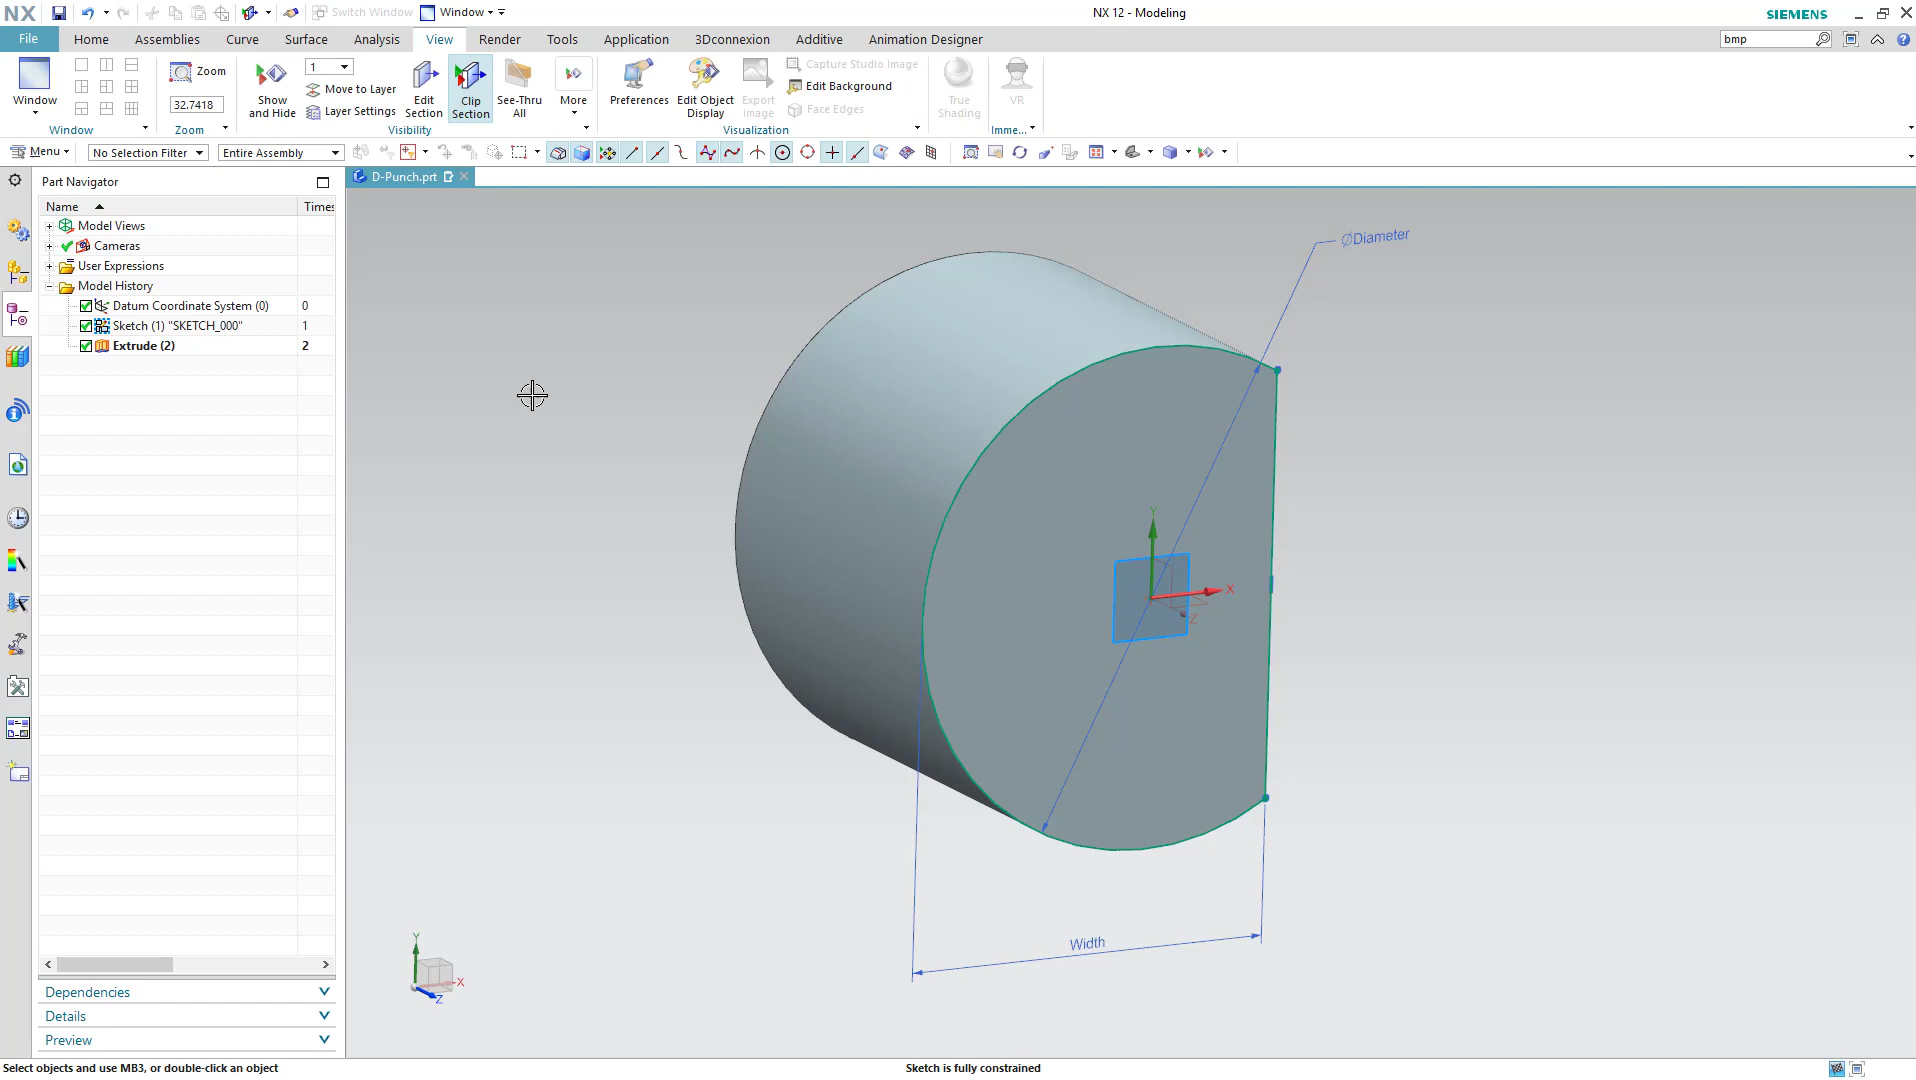 NX
Switch Window
Window
NX 12 - Modeling
SIEMENS
File
Home
Assemblies
Curve
Surface
Analysis
View
Render
Tools
Application
3Dconnexion
Additive
Animation Designer
bmp
Window
Zoom
32.7418
Show and Hide
1
Move to Layer
Layer Settings
Edit Section
Clip Section
See-Thru All
More
Preferences
Edit Object Display
Export Image
Capture Studio Image
Edit Background
Face Edges
True Shading
VR
Window
Zoom
Visibility
Visualization
Imme...
Menu
No Selection Filter
Entire Assembly
Part Navigator
D-Punch.prt
Name
Times
Model Views
Cameras
User Expressions
Model History
Datum Coordinate System (0)
0
Sketch (1) "SKETCH_000"
1
Extrude (2)
2
∅Diameter
Y
X
Z
Width
Y
X
Z
Dependencies
Details
Preview
Select objects and use MB3, or double-click an object
Sketch is fully constrained